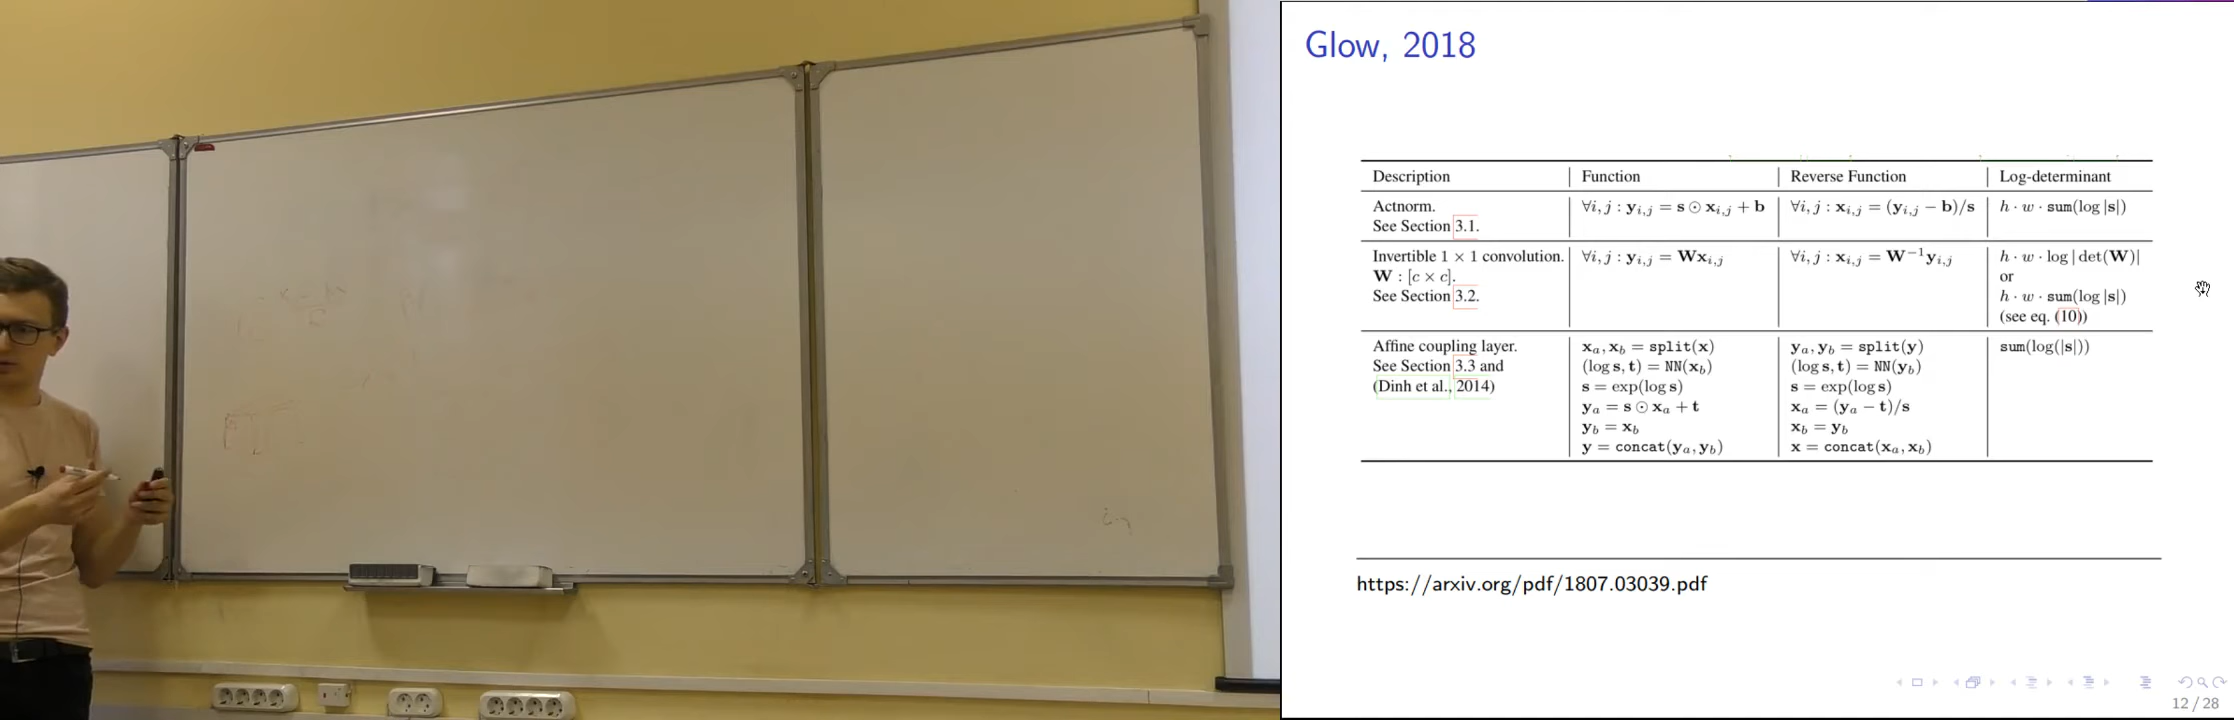 Glow, 2018
Description Function Reverse Function Log-determinant
Actnorm. ∀i, j : y_{i,j} = s ⊙ x_{i,j} + b ∀i, j : x_{i,j} = (y_{i,j} − b)/s h · w · sum(log |s|)
See Section 3.1.
Invertible 1 × 1 convolution. ∀i, j : y_{i,j} = Wx_{i,j} ∀i, j : x_{i,j} = W⁻¹y_{i,j} h · w · log | det(W)|
W : [c × c]. or
See Section 3.2. h · w · sum(log |s|)
(see eq. (10))
Affine coupling layer. x_a, x_b = split(x) y_a, y_b = split(y) sum(log(|s|))
See Section 3.3 and (log s, t) = NN(x_b) (log s, t) = NN(y_b)
(Dinh et al., 2014) s = exp(log s) s = exp(log s)
y_a = s ⊙ x_a + t x_a = (y_a − t)/s
y_b = x_b x_b = y_b
y = concat(y_a, y_b) x = concat(x_a, x_b)
https://arxiv.org/pdf/1807.03039.pdf
12 / 28